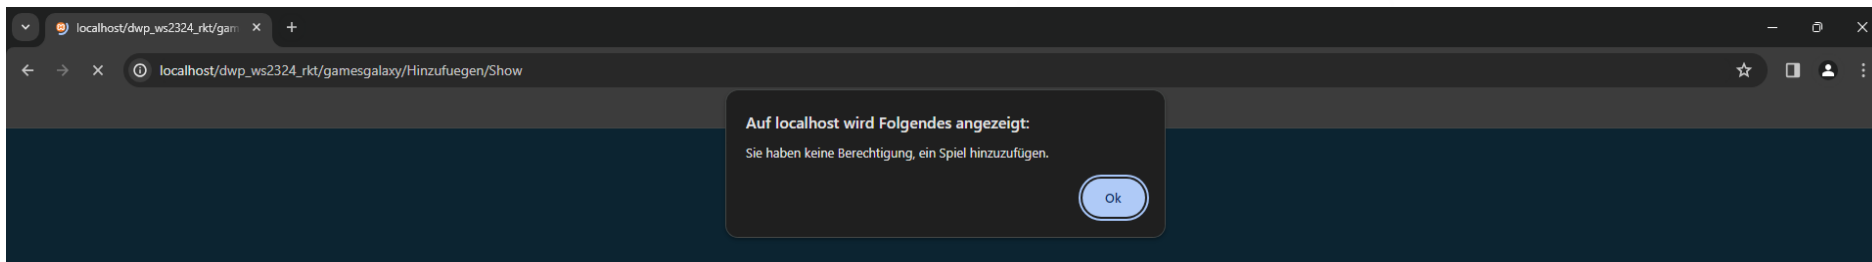 localhost/dwp_ws2324_rkt/gam
localhost/dwp_ws2324_rkt/gamesgalaxy/Hinzufuegen/Show
Auf localhost wird Folgendes angezeigt:
Sie haben keine Berechtigung, ein Spiel hinzuzufügen.
Ok